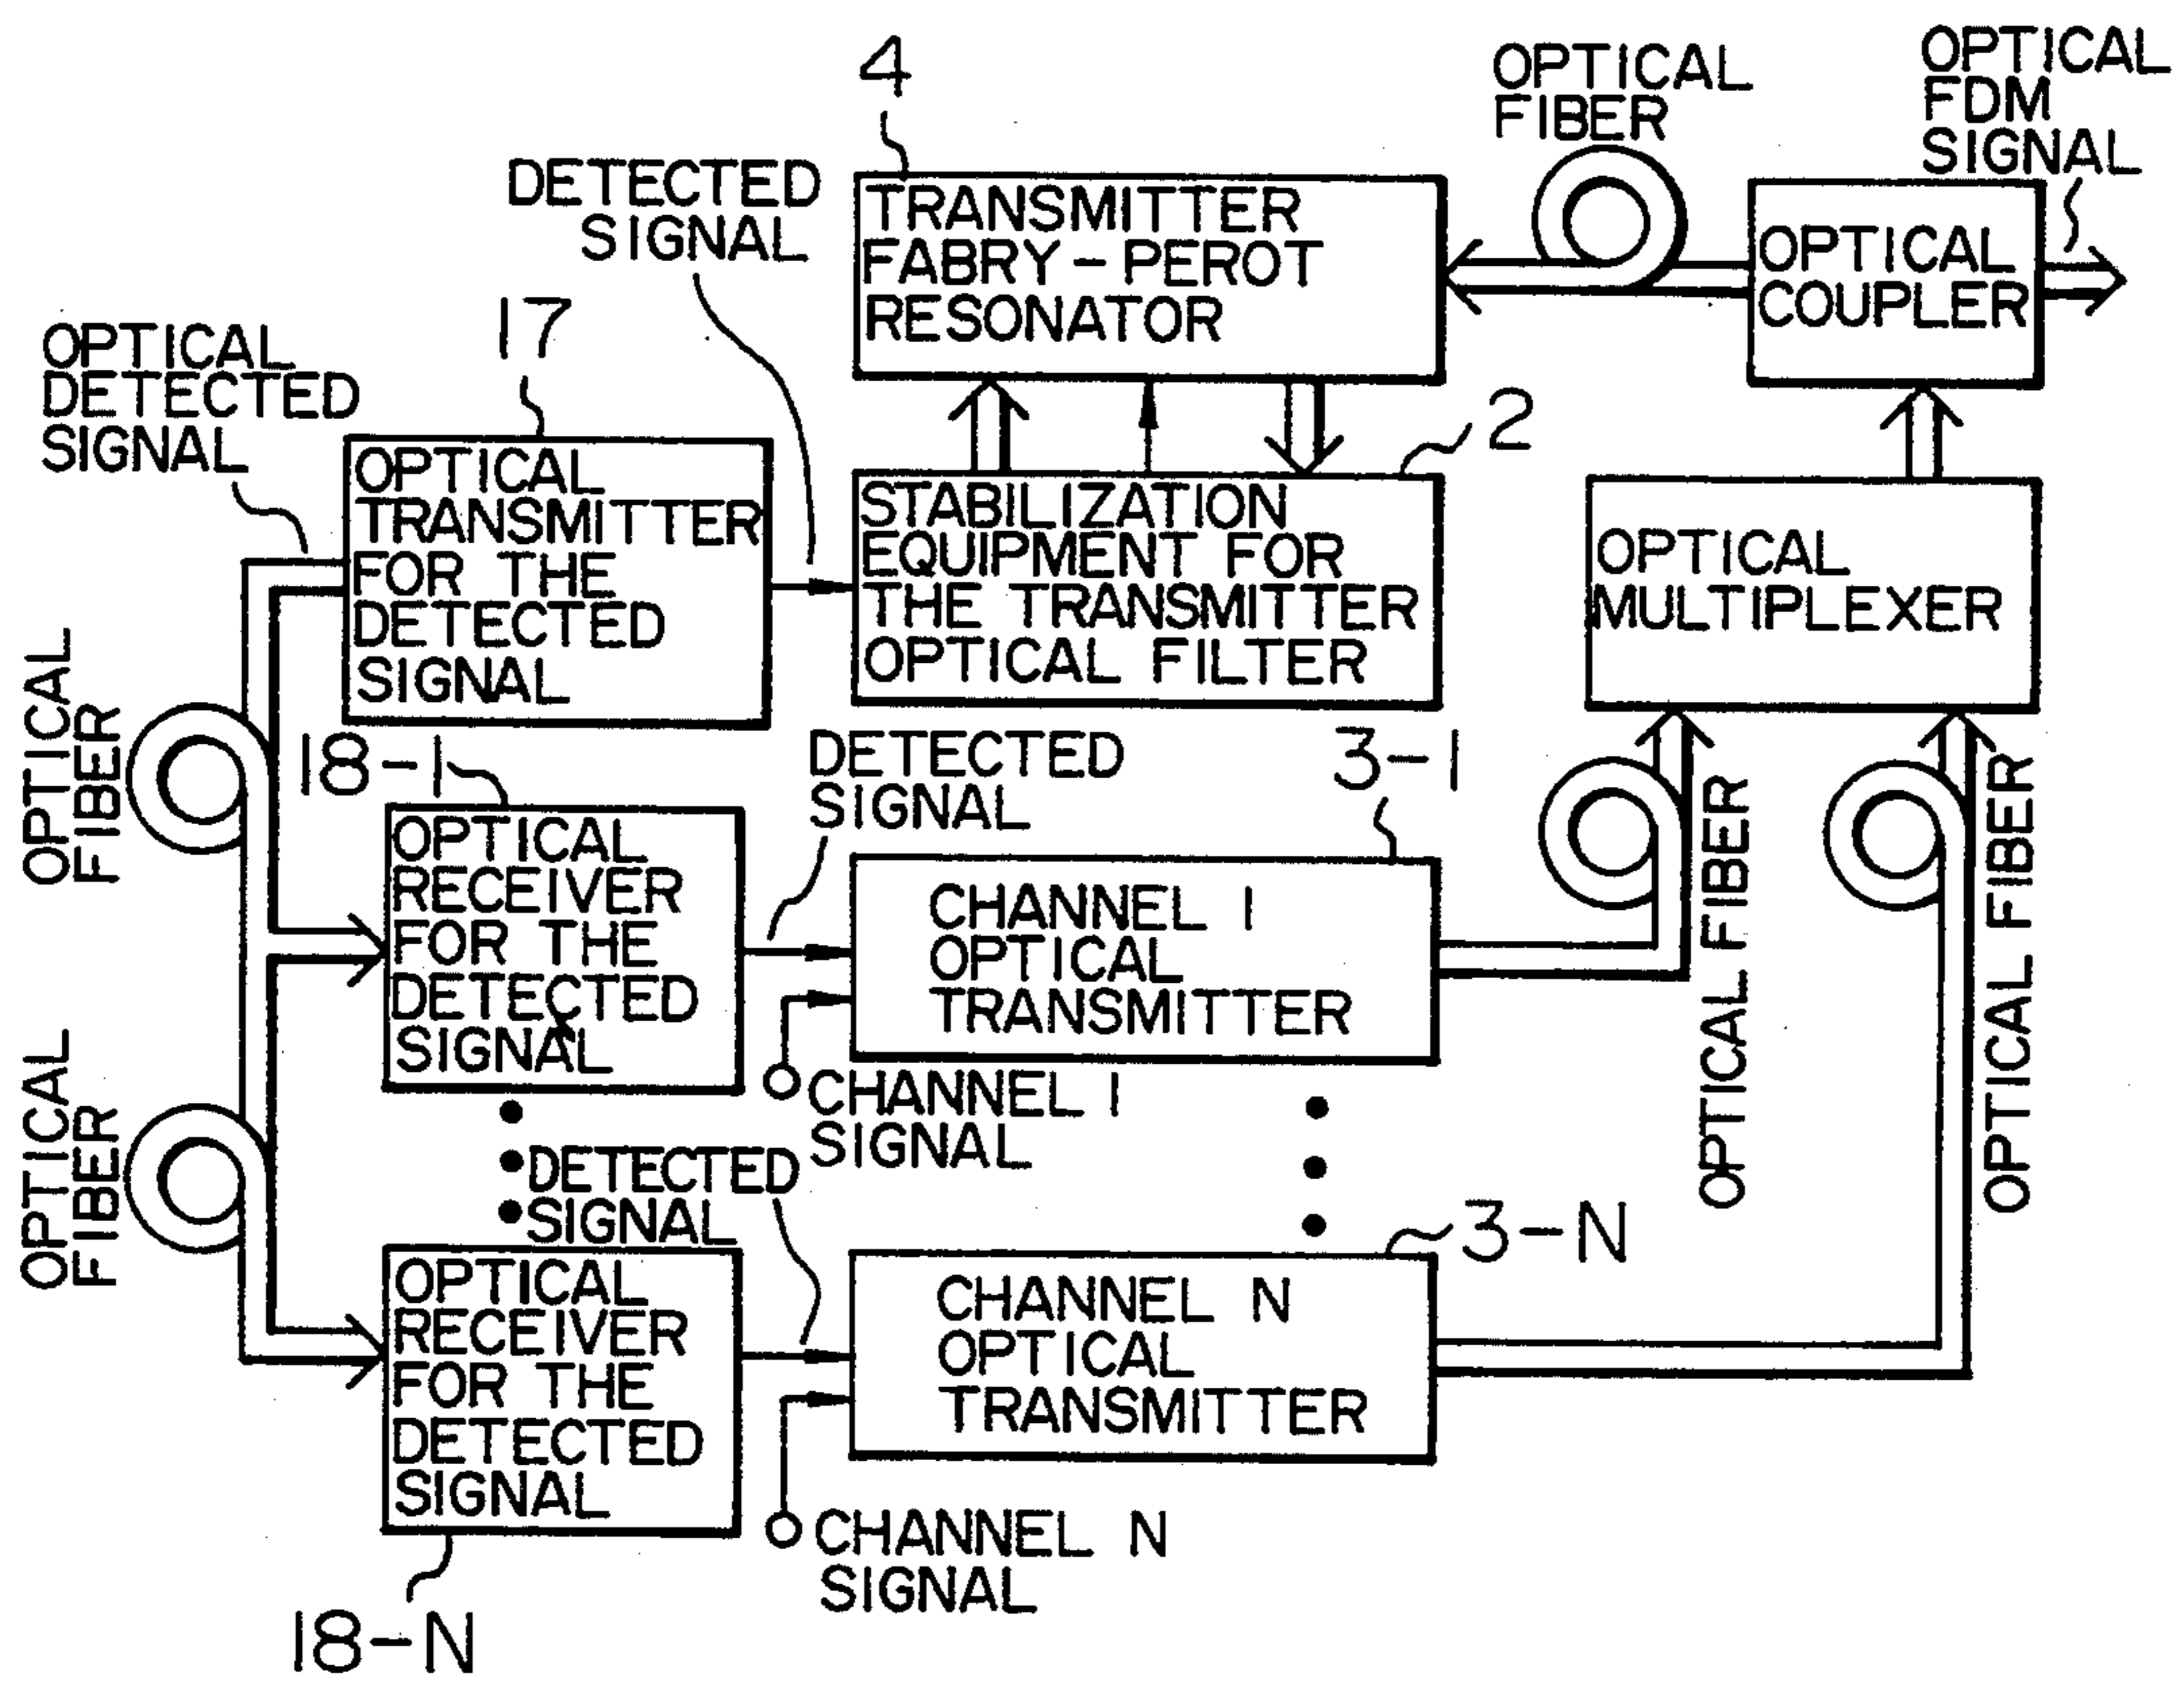 4
OPTICAL
FIBER
OPTICAL
FDM
SIGNAL
DETECTED
SIGNAL
TRANSMITTER
FABRY-PEROT
RESONATOR
OPTICAL
COUPLER
17
OPTICAL
DETECTED
SIGNAL
2
OPTICAL
TRANSMITTER
FOR THE
DETECTED
SIGNAL
STABILIZATION
EQUIPMENT FOR
THE TRANSMITTER
OPTICAL FILTER
OPTICAL
MULTIPLEXER
OPTICAL
FIBER
18-1
DETECTED
SIGNAL
3-1
OPTICAL
RECEIVER
FOR THE
DETECTED
SIGNAL
CHANNEL 1
OPTICAL
TRANSMITTER
OPTICAL FIBER
OPTICAL FIBER
CHANNEL 1
SIGNAL
OPTICAL
FIBER
DETECTED
SIGNAL
3-N
OPTICAL
RECEIVER
FOR THE
DETECTED
SIGNAL
CHANNEL N
OPTICAL
TRANSMITTER
CHANNEL N
SIGNAL
18-N